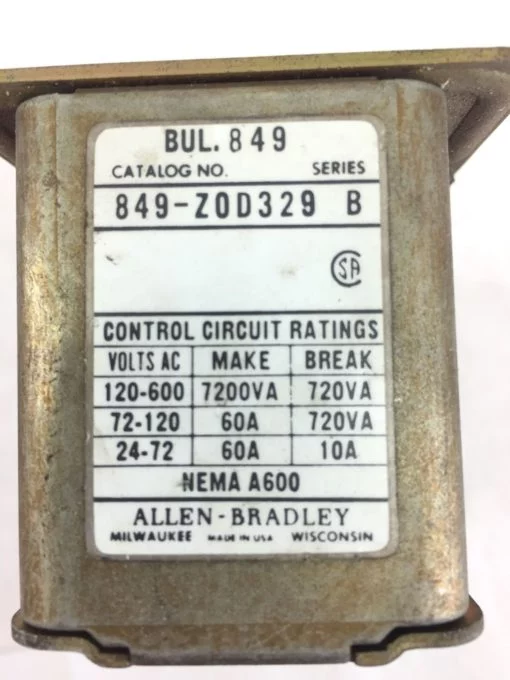 BUL. 849
CATALOG NO. SERIES
849-Z0D329 B
SA
CONTROL CIRCUIT RATINGS
VOLTS AC MAKE BREAK
120-600 7200VA 720VA
72-120 60A 720VA
24-72 60A 10A
NEMA A600
ALLEN-BRADLEY
MILWAUKEE MADE IN USA WISCONSIN